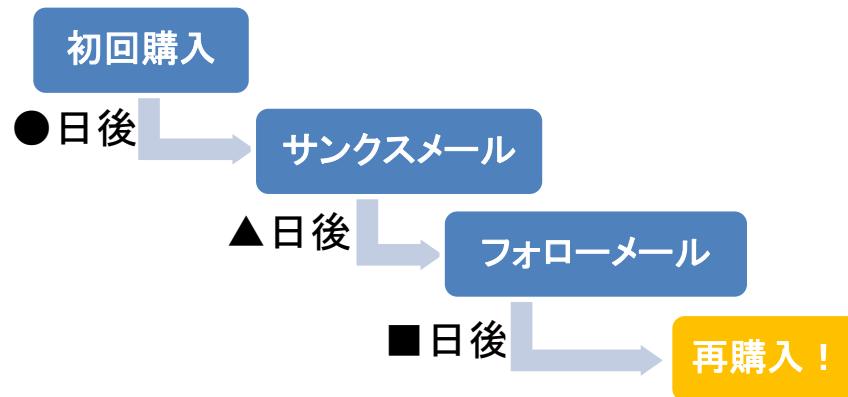 初回購入
●日後
サンクスメール
▲日後
フォローメール
■日後
再購入！